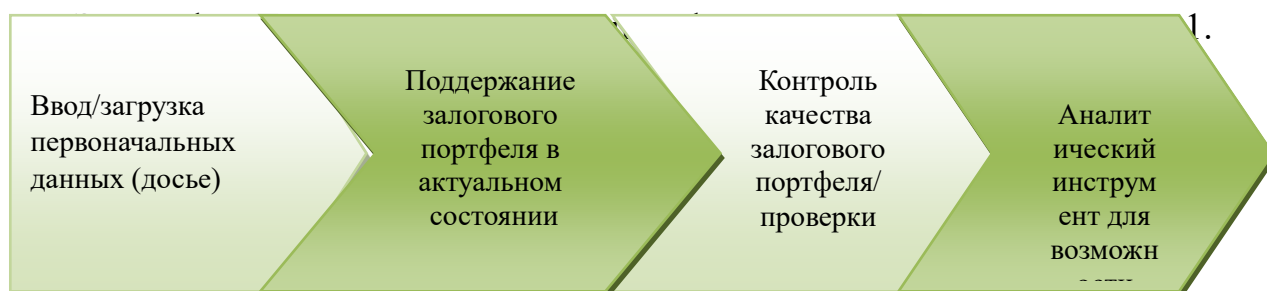 1.
Ввод/загрузка
первоначальных
данных (досье)
Поддержание
залогового
портфеля в
актуальном
состоянии
Контроль
качества
залогового
портфеля/
проверки
Аналит
ический
инструм
ент для
возможн